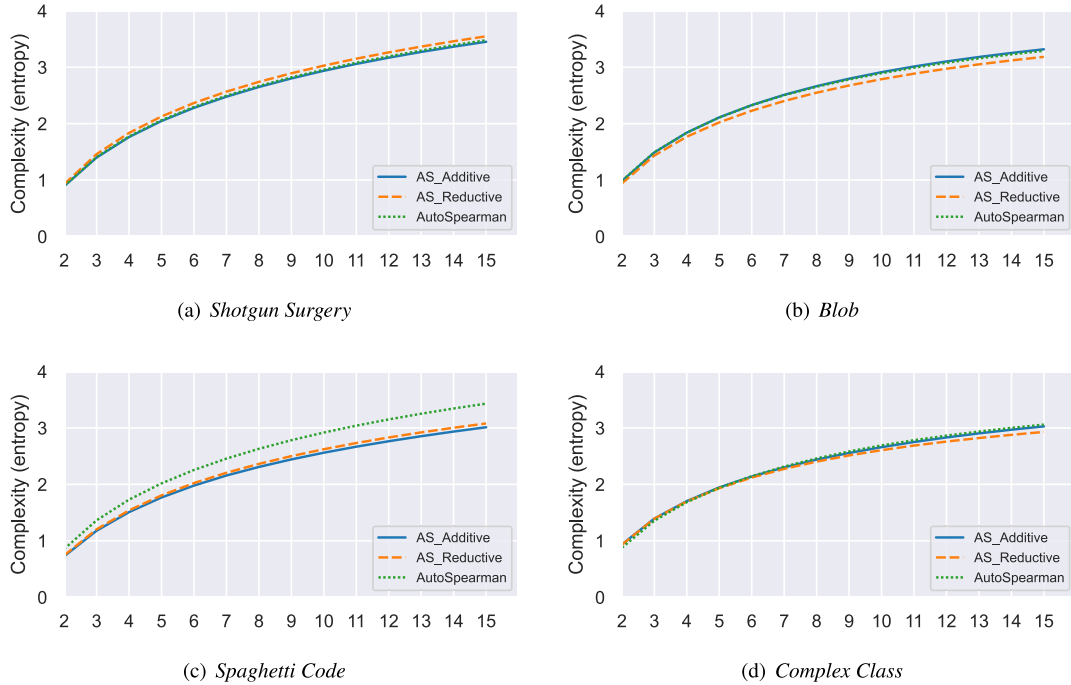 4
3
2
1
0
Complexity (entropy)
AS_Additive
AS_Reductive
AutoSpearman
2 3 4 5 6 7 8 9 10 11 12 13 14 15
(a) Shotgun Surgery
4
3
2
1
0
Complexity (entropy)
AS_Additive
AS_Reductive
AutoSpearman
2 3 4 5 6 7 8 9 10 11 12 13 14 15
(b) Blob
4
3
2
1
0
Complexity (entropy)
AS_Additive
AS_Reductive
AutoSpearman
2 3 4 5 6 7 8 9 10 11 12 13 14 15
(c) Spaghetti Code
4
3
2
1
0
Complexity (entropy)
AS_Additive
AS_Reductive
AutoSpearman
2 3 4 5 6 7 8 9 10 11 12 13 14 15
(d) Complex Class